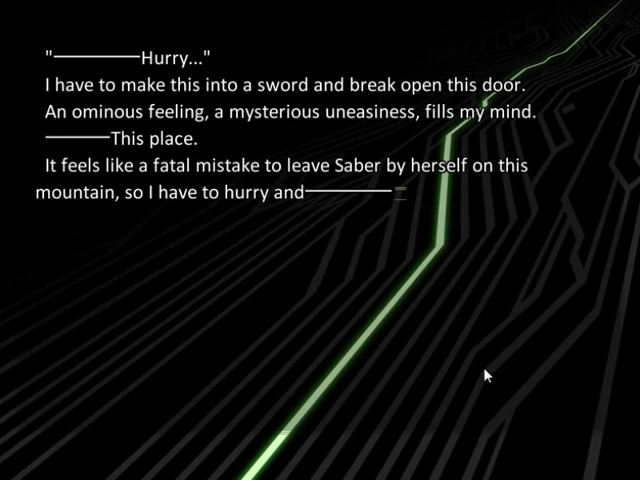 "————Hurry..."
I have to make this into a sword and break open this door.
An ominous feeling, a mysterious uneasiness, fills my mind.
———This place.
It feels like a fatal mistake to leave Saber by herself on this
mountain, so I have to hurry and————